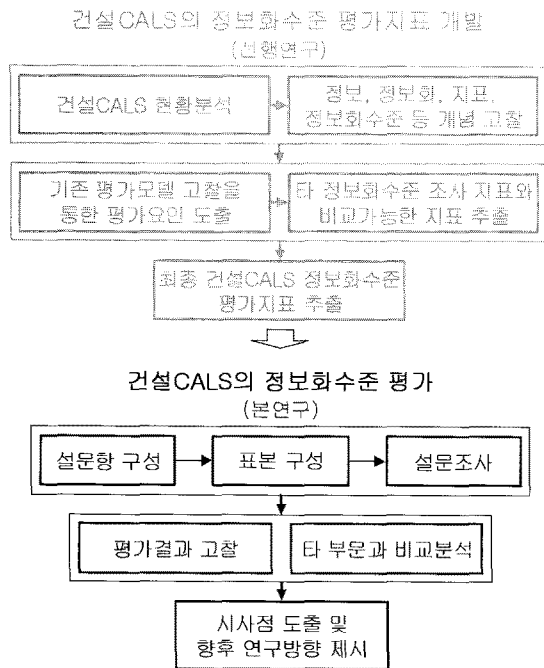 건설CALS의 정보화수준 평가지표 개발
(선행연구)
건설CALS 현황분석
정보, 정보화, 지표,
정보화수준 등 개념 고찰
기존 평가모델 고찰을
통한 평가요인 도출
타 정보화수준 조사 지표와
비교가능한 지표 추출
최종 건설CALS 정보화수준
평가지표 추출
건설CALS의 정보화수준 평가
(본연구)
설문항 구성
표본 구성
설문조사
평가결과 고찰
타 부문과 비교분석
시사점 도출 및
향후 연구방향 제시